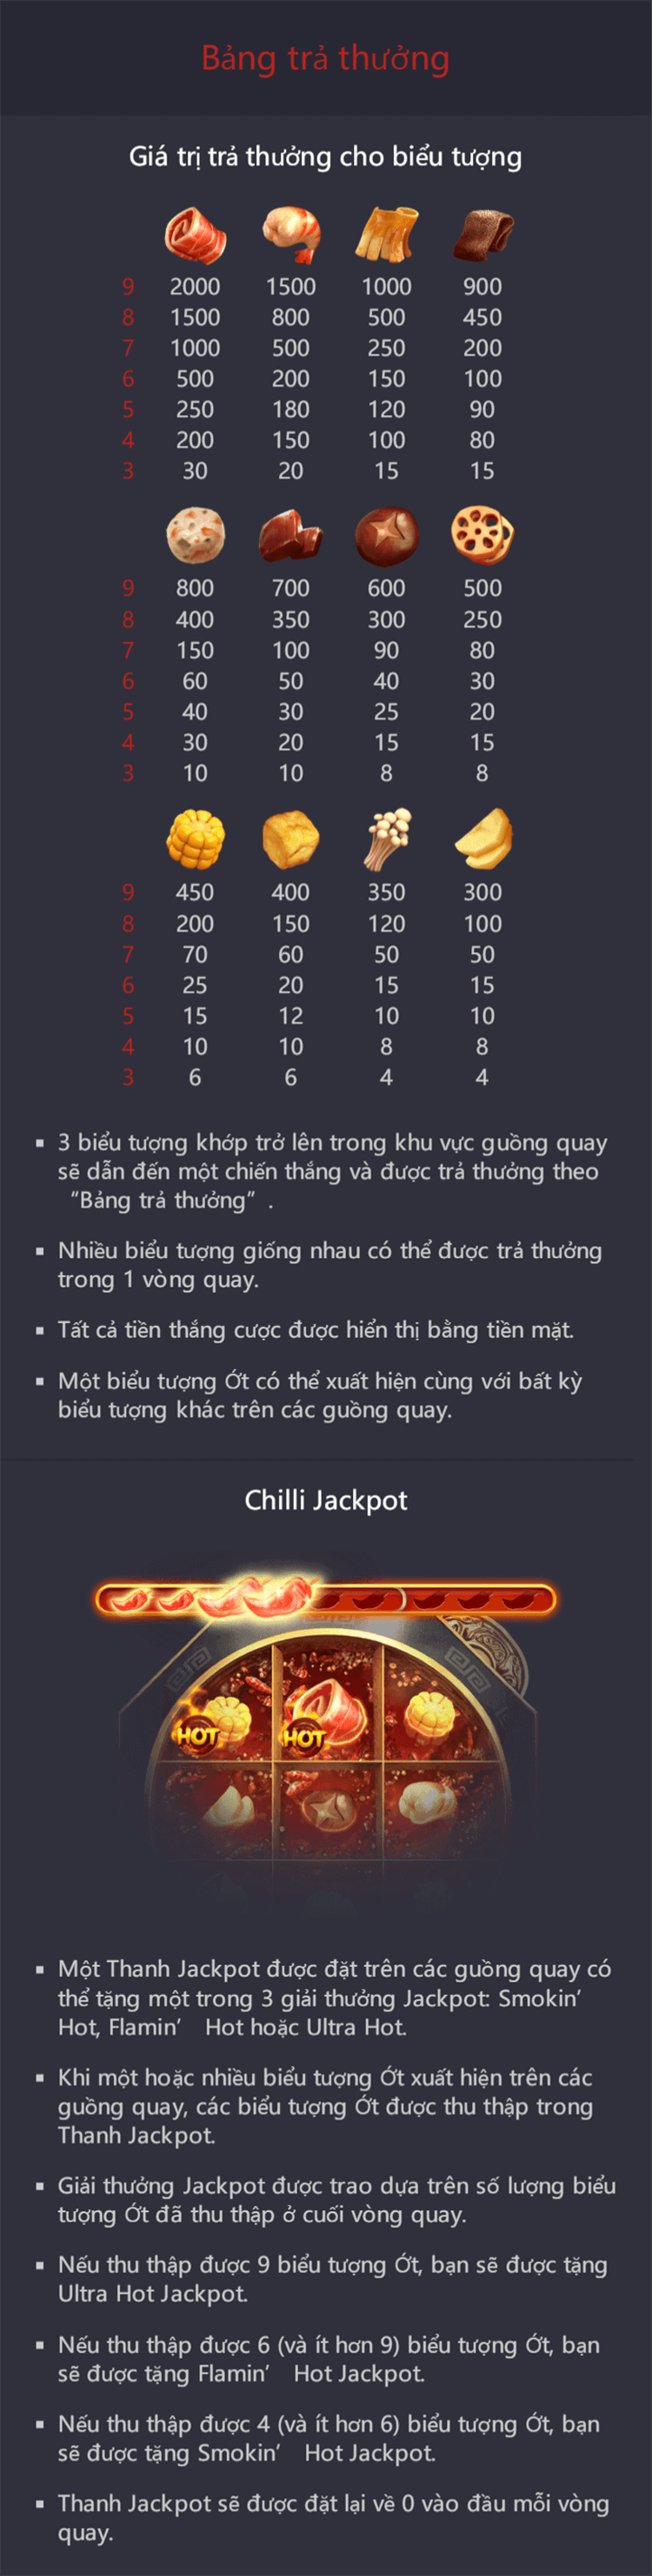 Bảng trả thưởng
Giá trị trả thưởng cho biểu tượng
9 2000 1500 1000 900
8 1500 800 500 450
7 1000 500 250 200
6 500 200 150 100
5 250 180 120 90
4 200 150 100 80
3 30 20 15 15
9 800 700 600 500
8 400 350 300 250
7 150 100 90 80
6 60 50 40 30
5 40 30 25 20
4 30 20 15 15
3 10 10 8 8
9 450 400 350 300
8 200 150 120 100
7 70 60 50 50
6 25 20 15 15
5 15 12 10 10
4 10 10 8 8
3 6 6 4 4
▪ 3 biểu tượng khớp trở lên trong khu vực guồng quay
sẽ dẫn đến một chiến thắng và được trả thưởng theo
“Bảng trả thưởng” .
▪ Nhiều biểu tượng giống nhau có thể được trả thưởng
trong 1 vòng quay.
▪ Tất cả tiền thắng cược được hiển thị bằng tiền mặt.
▪ Một biểu tượng Ớt có thể xuất hiện cùng với bất kỳ
biểu tượng khác trên các guồng quay.
Chilli Jackpot
HOT HOT
▪ Một Thanh Jackpot được đặt trên các guồng quay có
thể tặng một trong 3 giải thưởng Jackpot: Smokin’
Hot, Flamin’ Hot hoặc Ultra Hot.
▪ Khi một hoặc nhiều biểu tượng Ớt xuất hiện trên các
guồng quay, các biểu tượng Ớt được thu thập trong
Thanh Jackpot.
▪ Giải thưởng Jackpot được trao dựa trên số lượng biểu
tượng Ớt đã thu thập ở cuối vòng quay.
▪ Nếu thu thập được 9 biểu tượng Ớt, bạn sẽ được tặng
Ultra Hot Jackpot.
▪ Nếu thu thập được 6 (và ít hơn 9) biểu tượng Ớt, bạn
sẽ được tặng Flamin’ Hot Jackpot.
▪ Nếu thu thập được 4 (và ít hơn 6) biểu tượng Ớt, bạn
sẽ được tặng Smokin’ Hot Jackpot.
▪ Thanh Jackpot sẽ được đặt lại về 0 vào đầu mỗi vòng
quay.